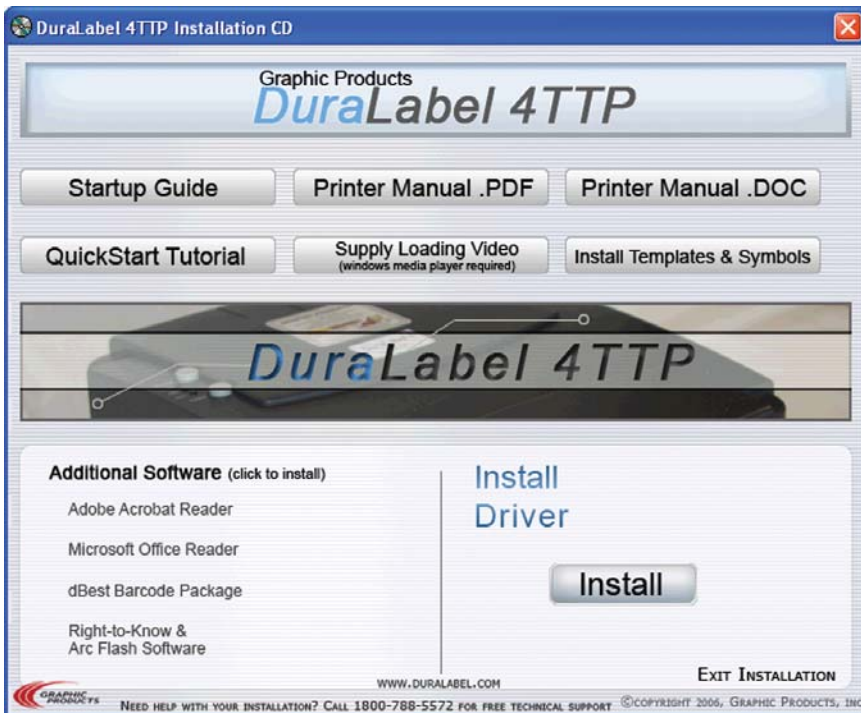 DuraLabel 4TTP Installation CD
Graphic Products
DuraLabel 4TTP
Startup Guide
Printer Manual .PDF
Printer Manual .DOC
QuickStart Tutorial
Supply Loading Video
(windows media player required)
Install Templates & Symbols
DuraLabel 4TTP
Additional Software (click to install)
Adobe Acrobat Reader
Microsoft Office Reader
dBest Barcode Package
Right-to-Know &
Arc Flash Software
Install
Driver
Install
WWW.DURALABEL.COM
EXIT INSTALLATION
GRAPHIC
PRODUCTS
NEED HELP WITH YOUR INSTALLATION? CALL 1800-788-5572 FOR FREE TECHNICAL SUPPORT
©COPYRIGHT 2006, GRAPHIC PRODUCTS, INC